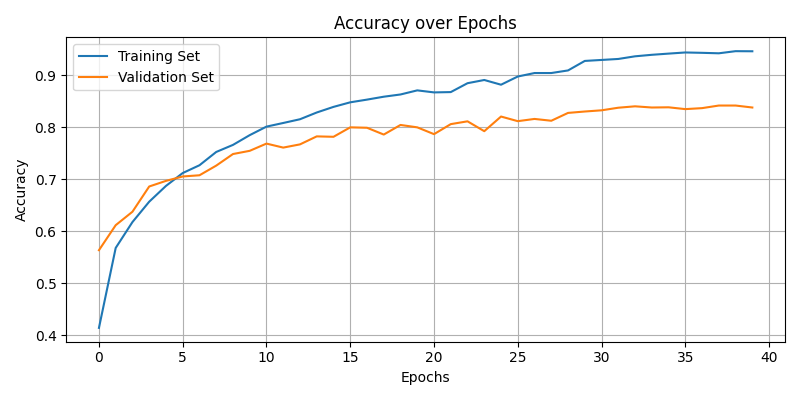 Accuracy over Epochs
Training Set
Validation Set
Accuracy
0.9
0.8
0.7
0.6
0.5
0.4
0 5 10 15 20 25 30 35 40
Epochs